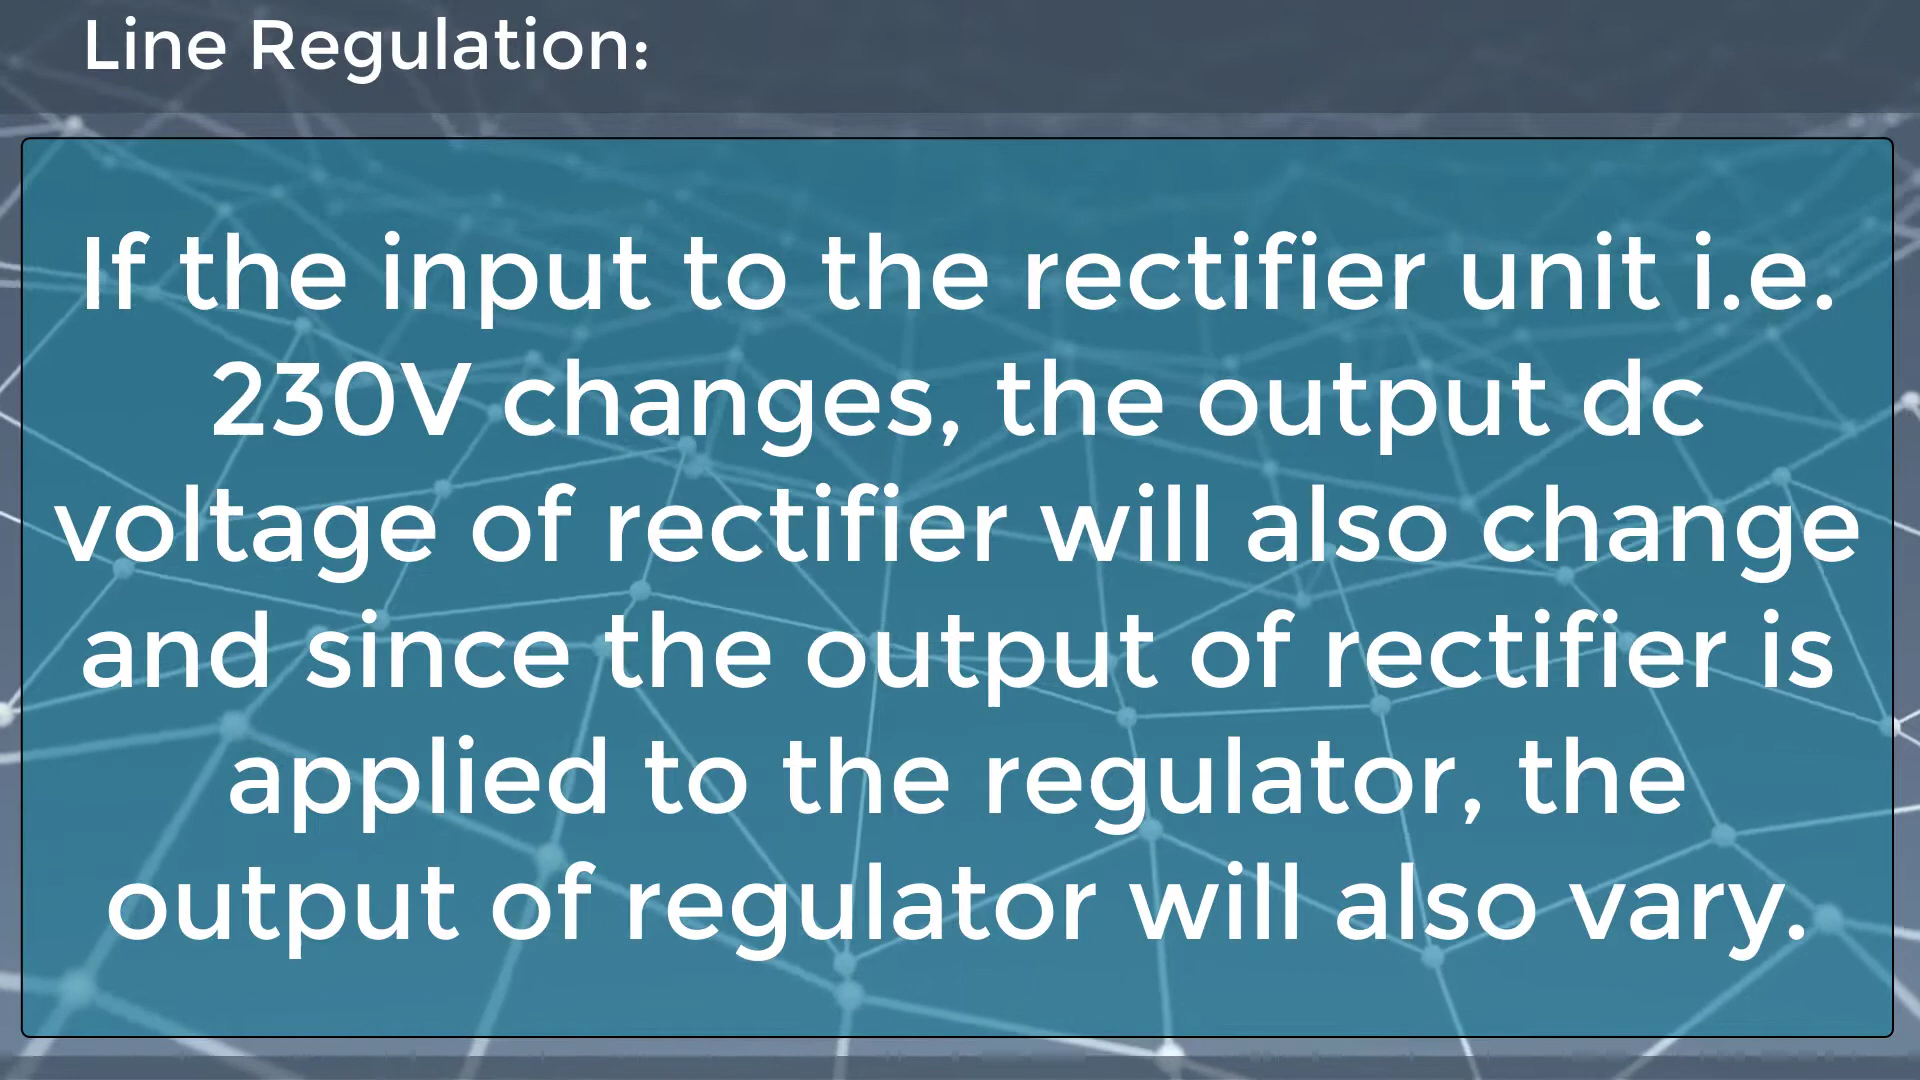 Line Regulation:
If the input to the rectifier unit i.e.
230V changes, the output dc
voltage of rectifier will also change
and since the output of rectifier is
applied to the regulator, the
output of regulator will also vary.